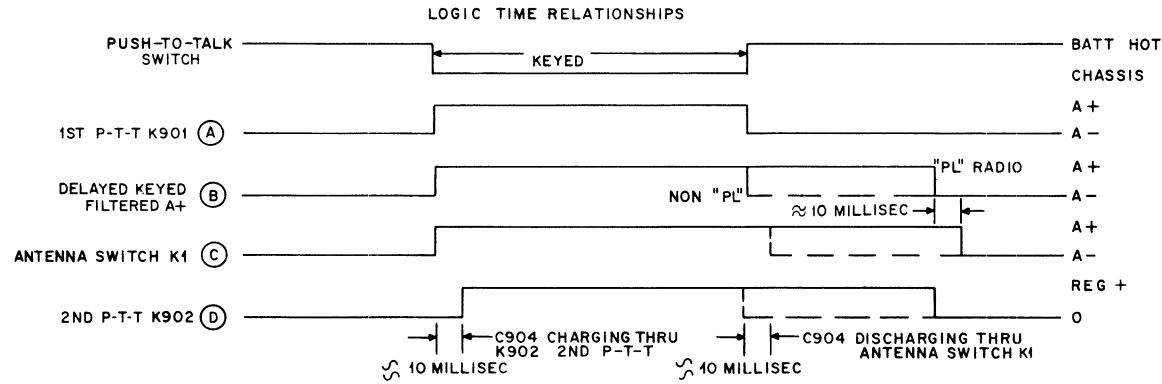 LOGIC TIME RELATIONSHIPS
PUSH-TO-TALK
SWITCH
KEYED
BATT HOT
CHASSIS
1ST P-T-T K901 (A)
A+
A-
DELAYED KEYED
FILTERED A+ (B)
NON "PL"
"PL" RADIO
≈ 10 MILLISEC
A+
A-
ANTENNA SWITCH K1 (C)
A+
A-
2ND P-T-T K902 (D)
REG +
0
C904 CHARGING THRU
K902 2ND P-T-T
≈ 10 MILLISEC
C904 DISCHARGING THRU
ANTENNA SWITCH K1
≈ 10 MILLISEC